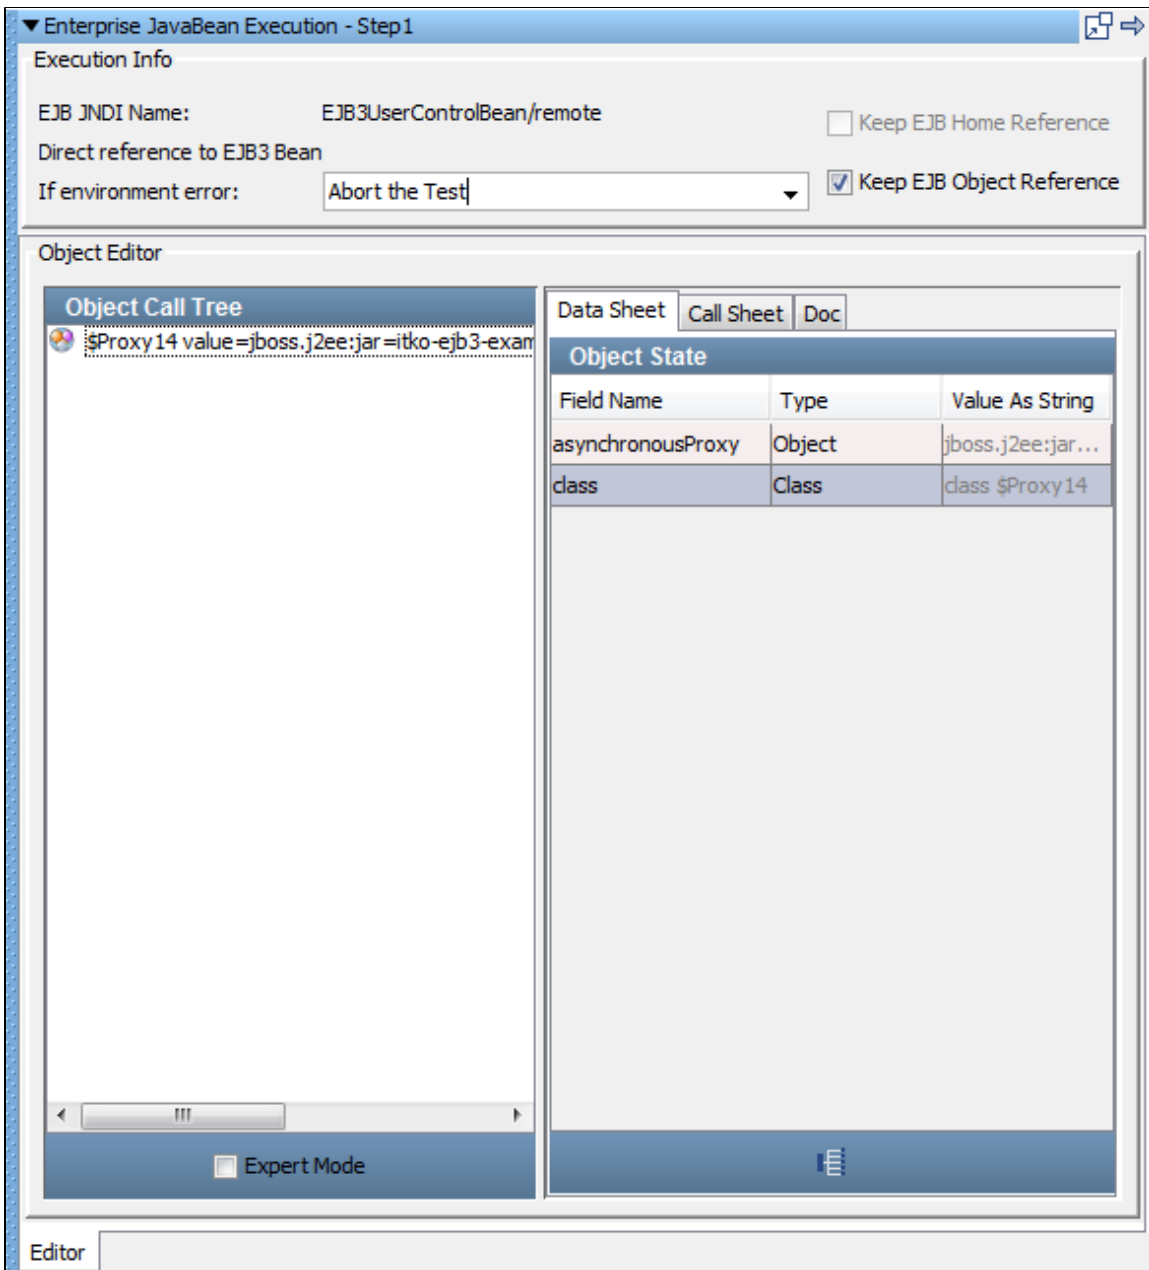 Enterprise JavaBean Execution - Step1
Execution Info
EJB JNDI Name: EJB3UserControlBean/remote
Keep EJB Home Reference
Direct reference to EJB3 Bean
If environment error: Abort the Test
Keep EJB Object Reference
Object Editor
Object Call Tree
$Proxy14 value=jboss.j2ee:jar=itko-ejb3-exam
Data Sheet Call Sheet Doc
Object State
Field Name Type Value As String
asynchronousProxy Object jboss.j2ee:jar...
class Class class $Proxy14
Expert Mode
Editor